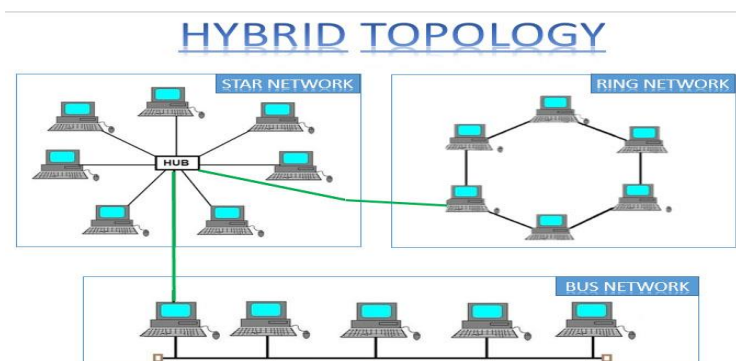 HYBRID TOPOLOGY
STAR NETWORK
RING NETWORK
HUB
BUS NETWORK